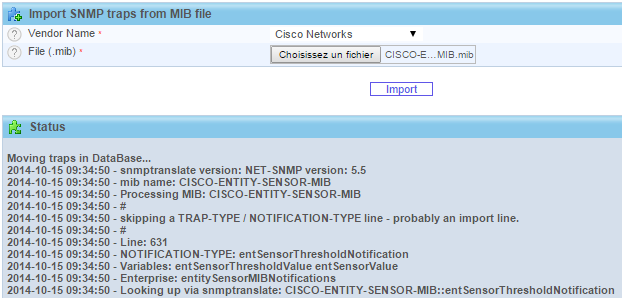 Import SNMP traps from MIB file
? Vendor Name * Cisco Networks
? File (.mib) * Choisissez un fichier CISCO-E...MIB.mib
Import
Status
Moving traps in DataBase...
2014-10-15 09:34:50 - snmptranslate version: NET-SNMP version: 5.5
2014-10-15 09:34:50 - mib name: CISCO-ENTITY-SENSOR-MIB
2014-10-15 09:34:50 - Processing MIB: CISCO-ENTITY-SENSOR-MIB
2014-10-15 09:34:50 - #
2014-10-15 09:34:50 - skipping a TRAP-TYPE / NOTIFICATION-TYPE line - probably an import line.
2014-10-15 09:34:50 - #
2014-10-15 09:34:50 - Line: 631
2014-10-15 09:34:50 - NOTIFICATION-TYPE: entSensorThresholdNotification
2014-10-15 09:34:50 - Variables: entSensorThresholdValue entSensorValue
2014-10-15 09:34:50 - Enterprise: entitySensorMIBNotifications
2014-10-15 09:34:50 - Looking up via snmptranslate: CISCO-ENTITY-SENSOR-MIB::entSensorThresholdNotification